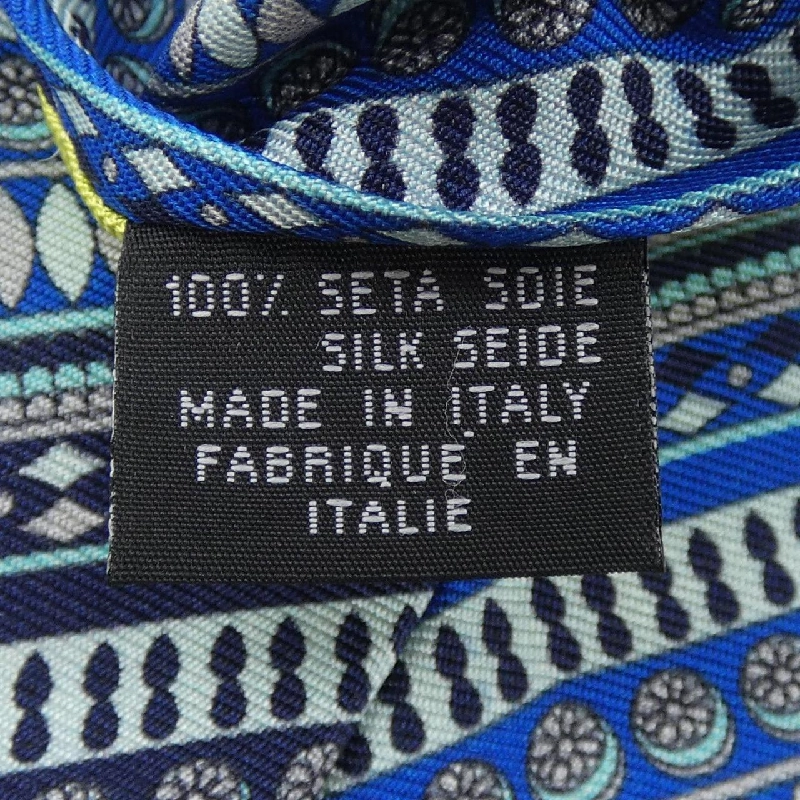 100% SETA SOIE
SILK SEIDE
MADE IN ITALY
FABRIQUE EN
ITALIE